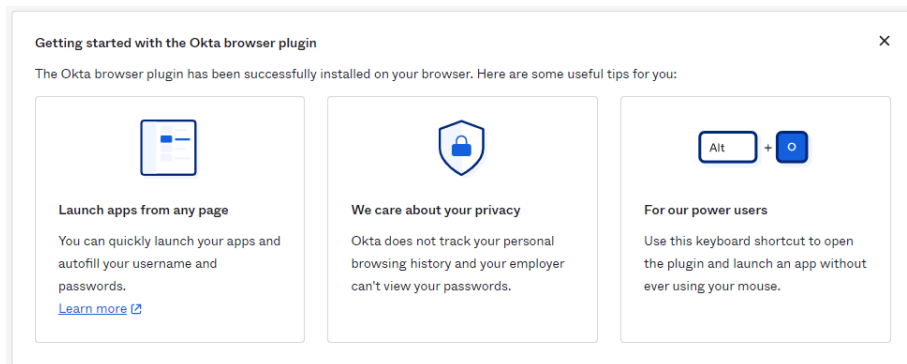 Getting started with the Okta browser plugin
The Okta browser plugin has been successfully installed on your browser. Here are some useful tips for you:
Launch apps from any page
You can quickly launch your apps and
autofill your username and
passwords.
Learn more
We care about your privacy
Okta does not track your personal
browsing history and your employer
can't view your passwords.
Alt + O
For our power users
Use this keyboard shortcut to open
the plugin and launch an app without
ever using your mouse.